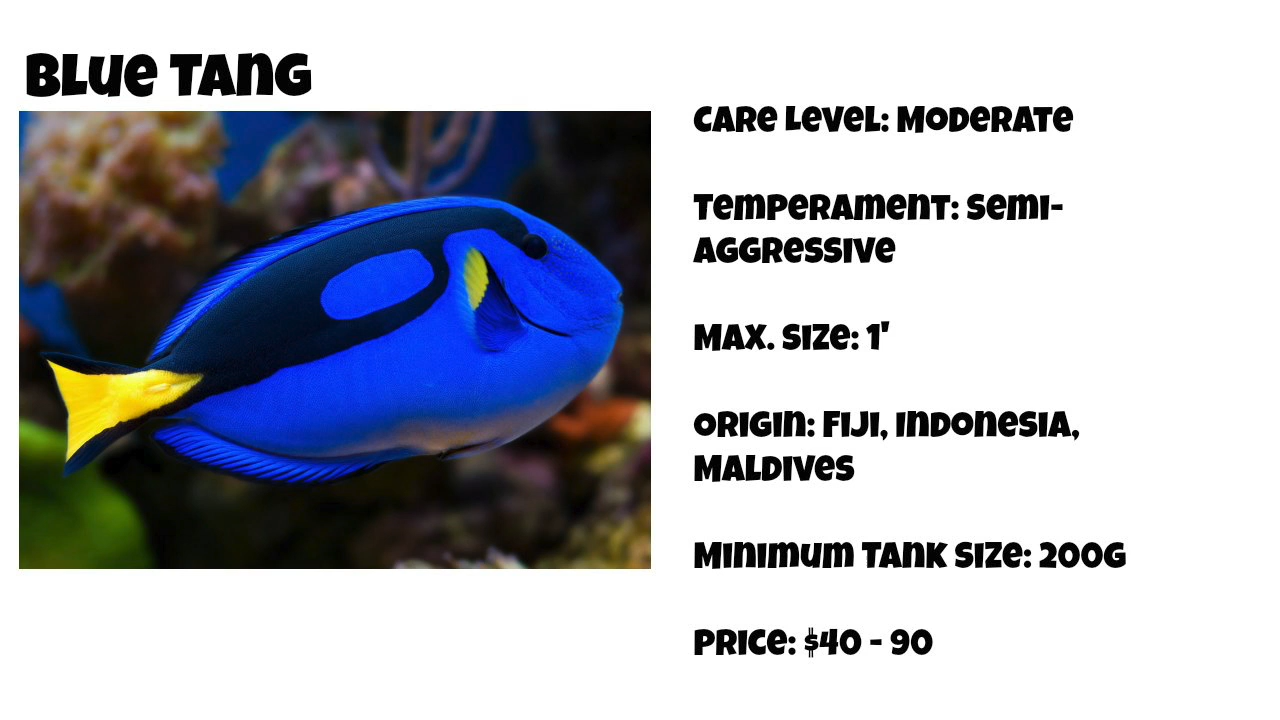 Blue Tang
Care Level: Moderate
Temperament: Semi-
Aggressive
Max. Size: 1'
Origin: Fiji, Indonesia,
Maldives
Minimum Tank Size: 200G
Price: $40 - 90